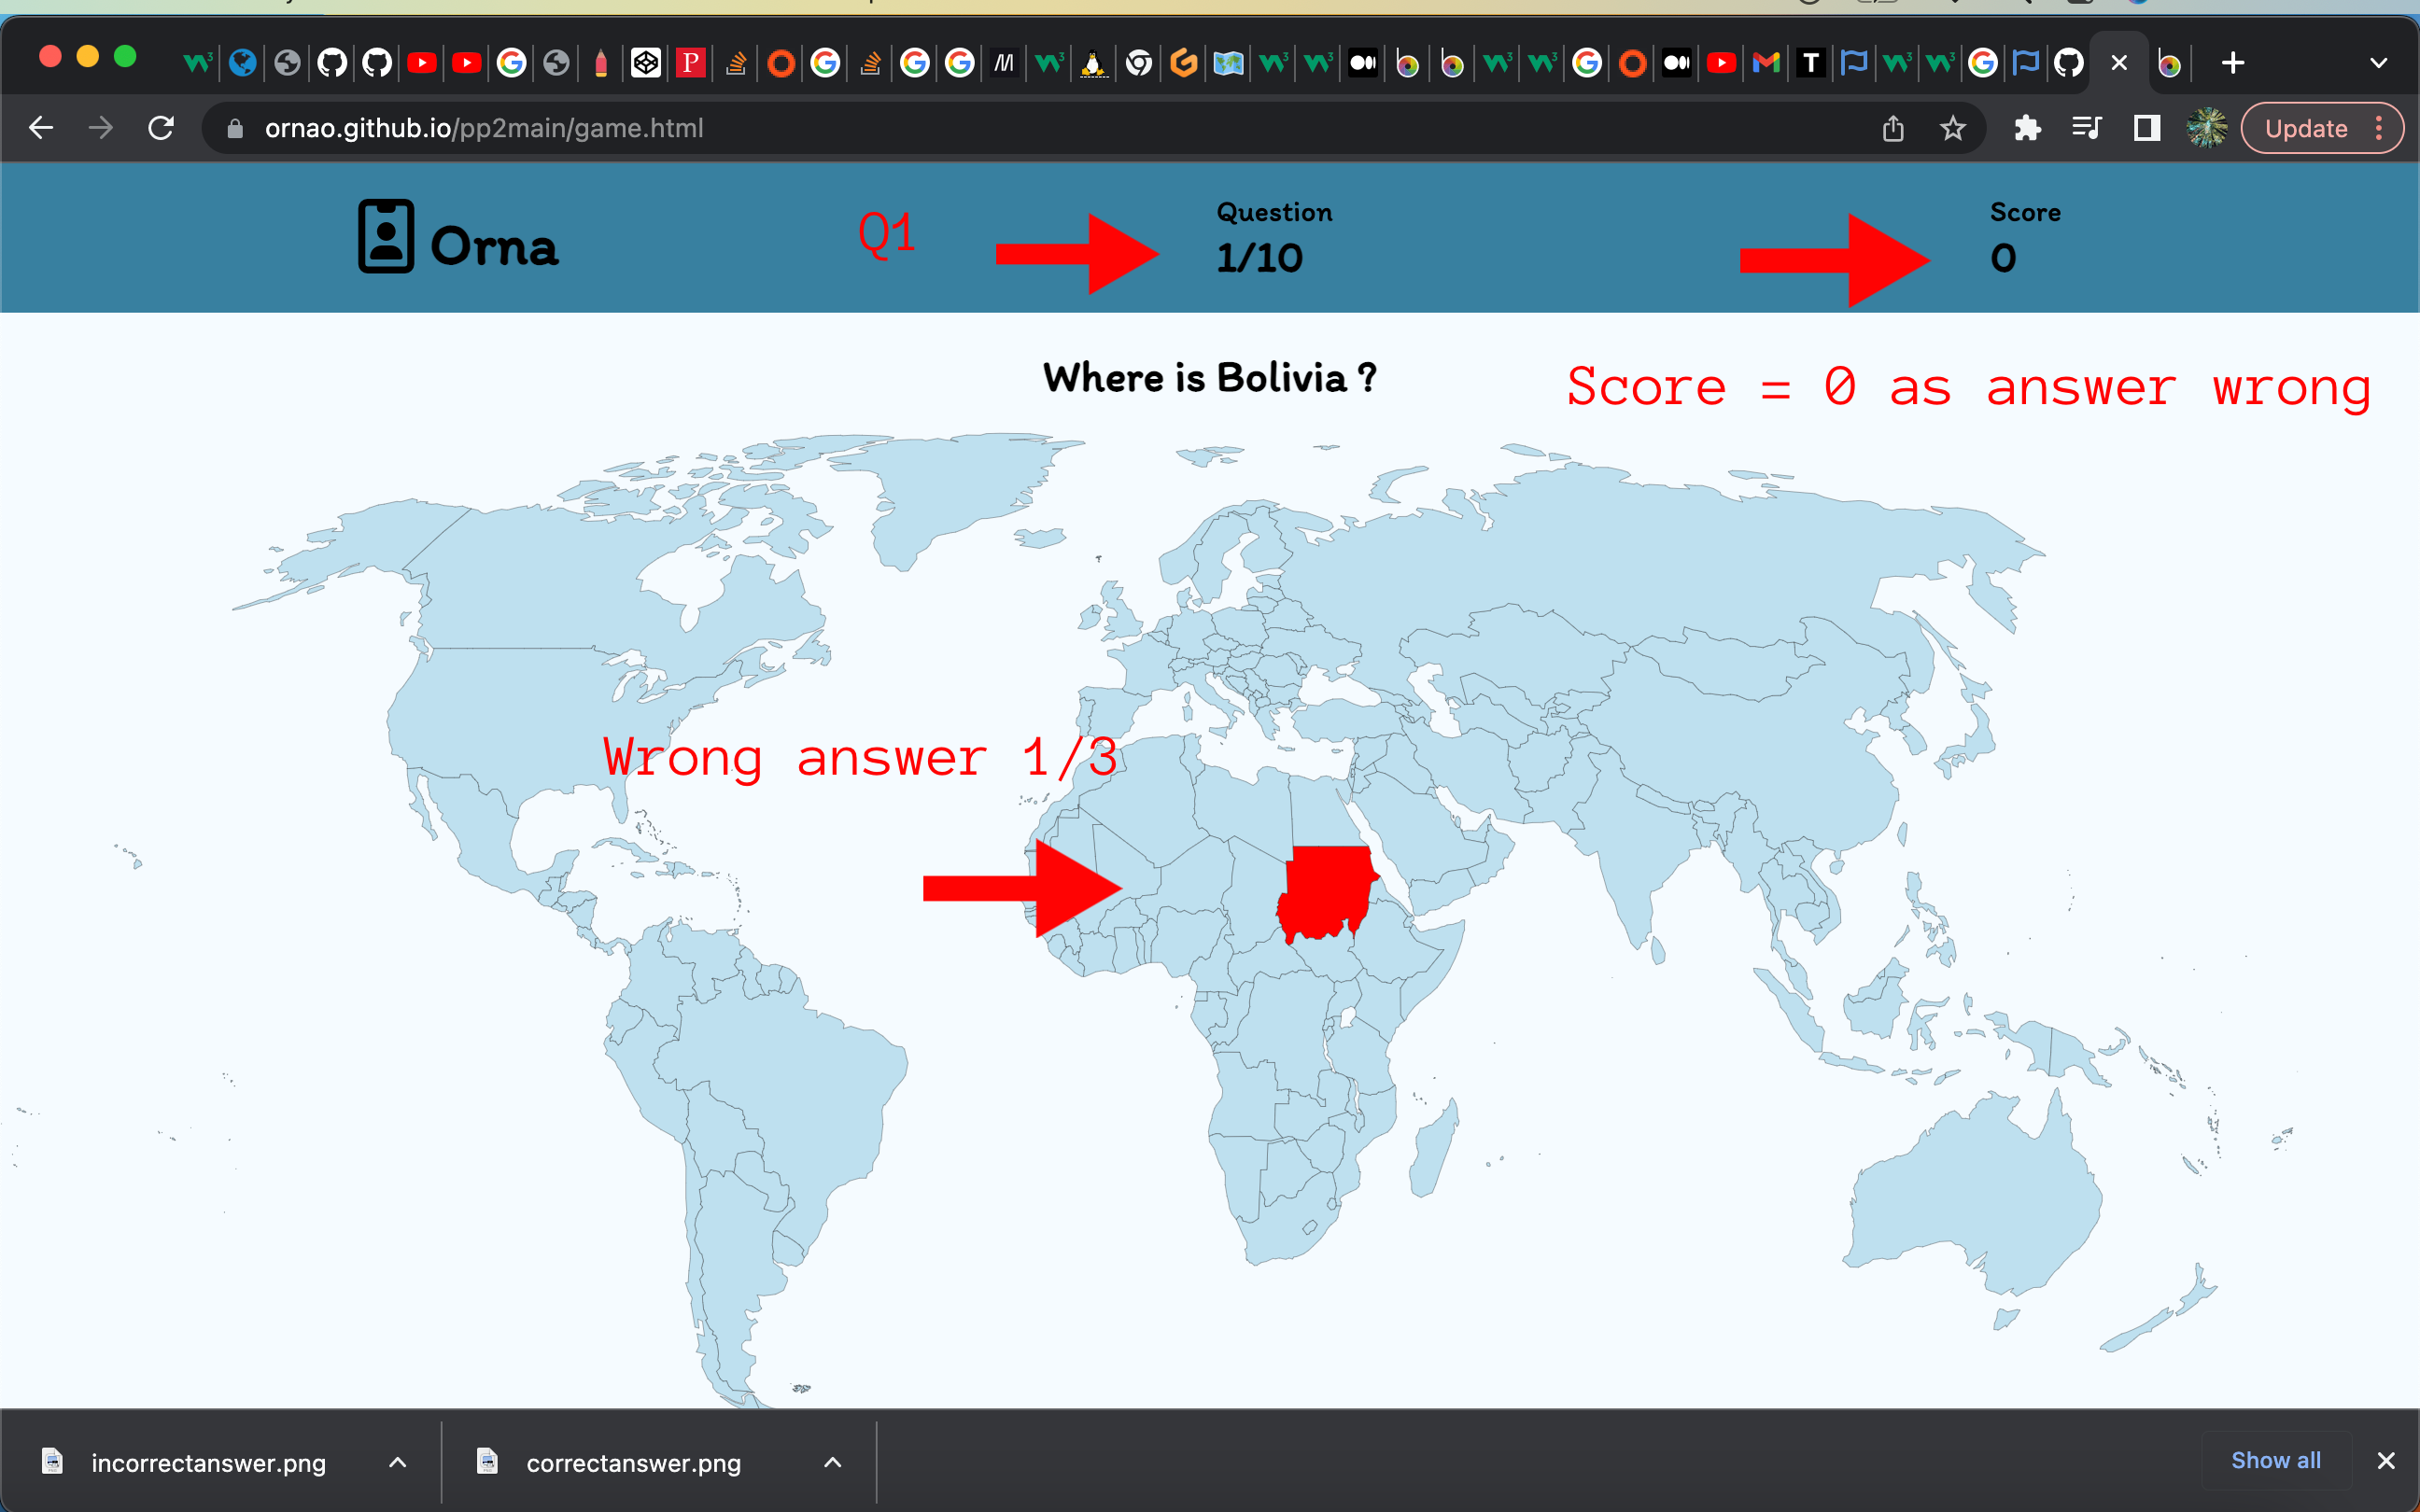 ornao.github.io/pp2main/game.html
Update
Orna
Q1
Question
1/10
Score
0
Where is Bolivia ?
Score = 0 as answer wrong
Wrong answer 1/3
incorrectanswer.png
correctanswer.png
Show all